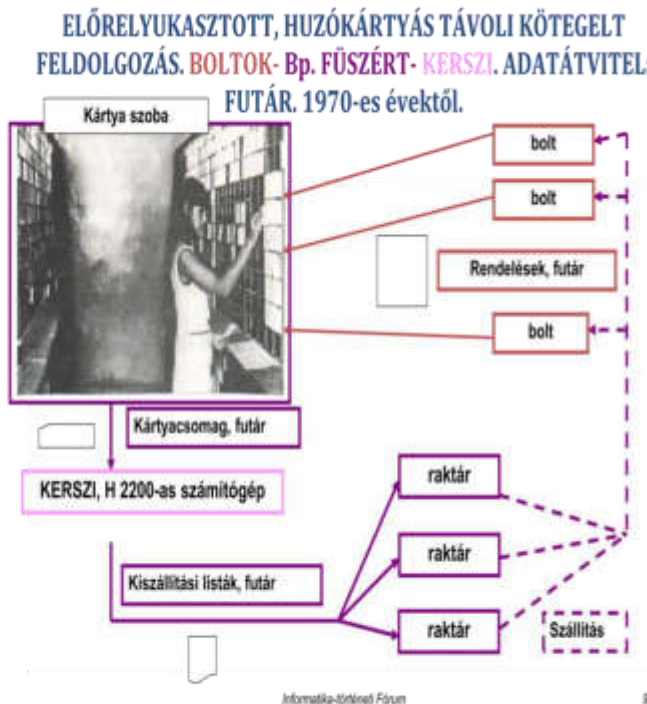 ELŐRELYUKASZTOTT, HUZÓKÁRTYÁS TÁVOLI KÖTEGELT
FELDOLGOZÁS. BOLTOK- Bp. FŰSZÉRT- KERSZI. ADATÁTVITEL:
FUTÁR. 1970-es évektől.
Kártya szoba
bolt
bolt
Rendelések, futár
bolt
Kártyacsomag, futár
KERSZI, H 2200-as számítógép
raktár
raktár
Kiszállítási listák, futár
raktár
Szállítás
Informatika-történeti Fórum
9